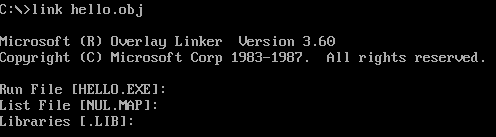 C:\>link hello.obj
Microsoft (R) Overlay Linker  Version 3.60
Copyright (C) Microsoft Corp 1983-1987.  All rights reserved.
Run File [HELLO.EXE]:
List File [NUL.MAP]:
Libraries [.LIB]: